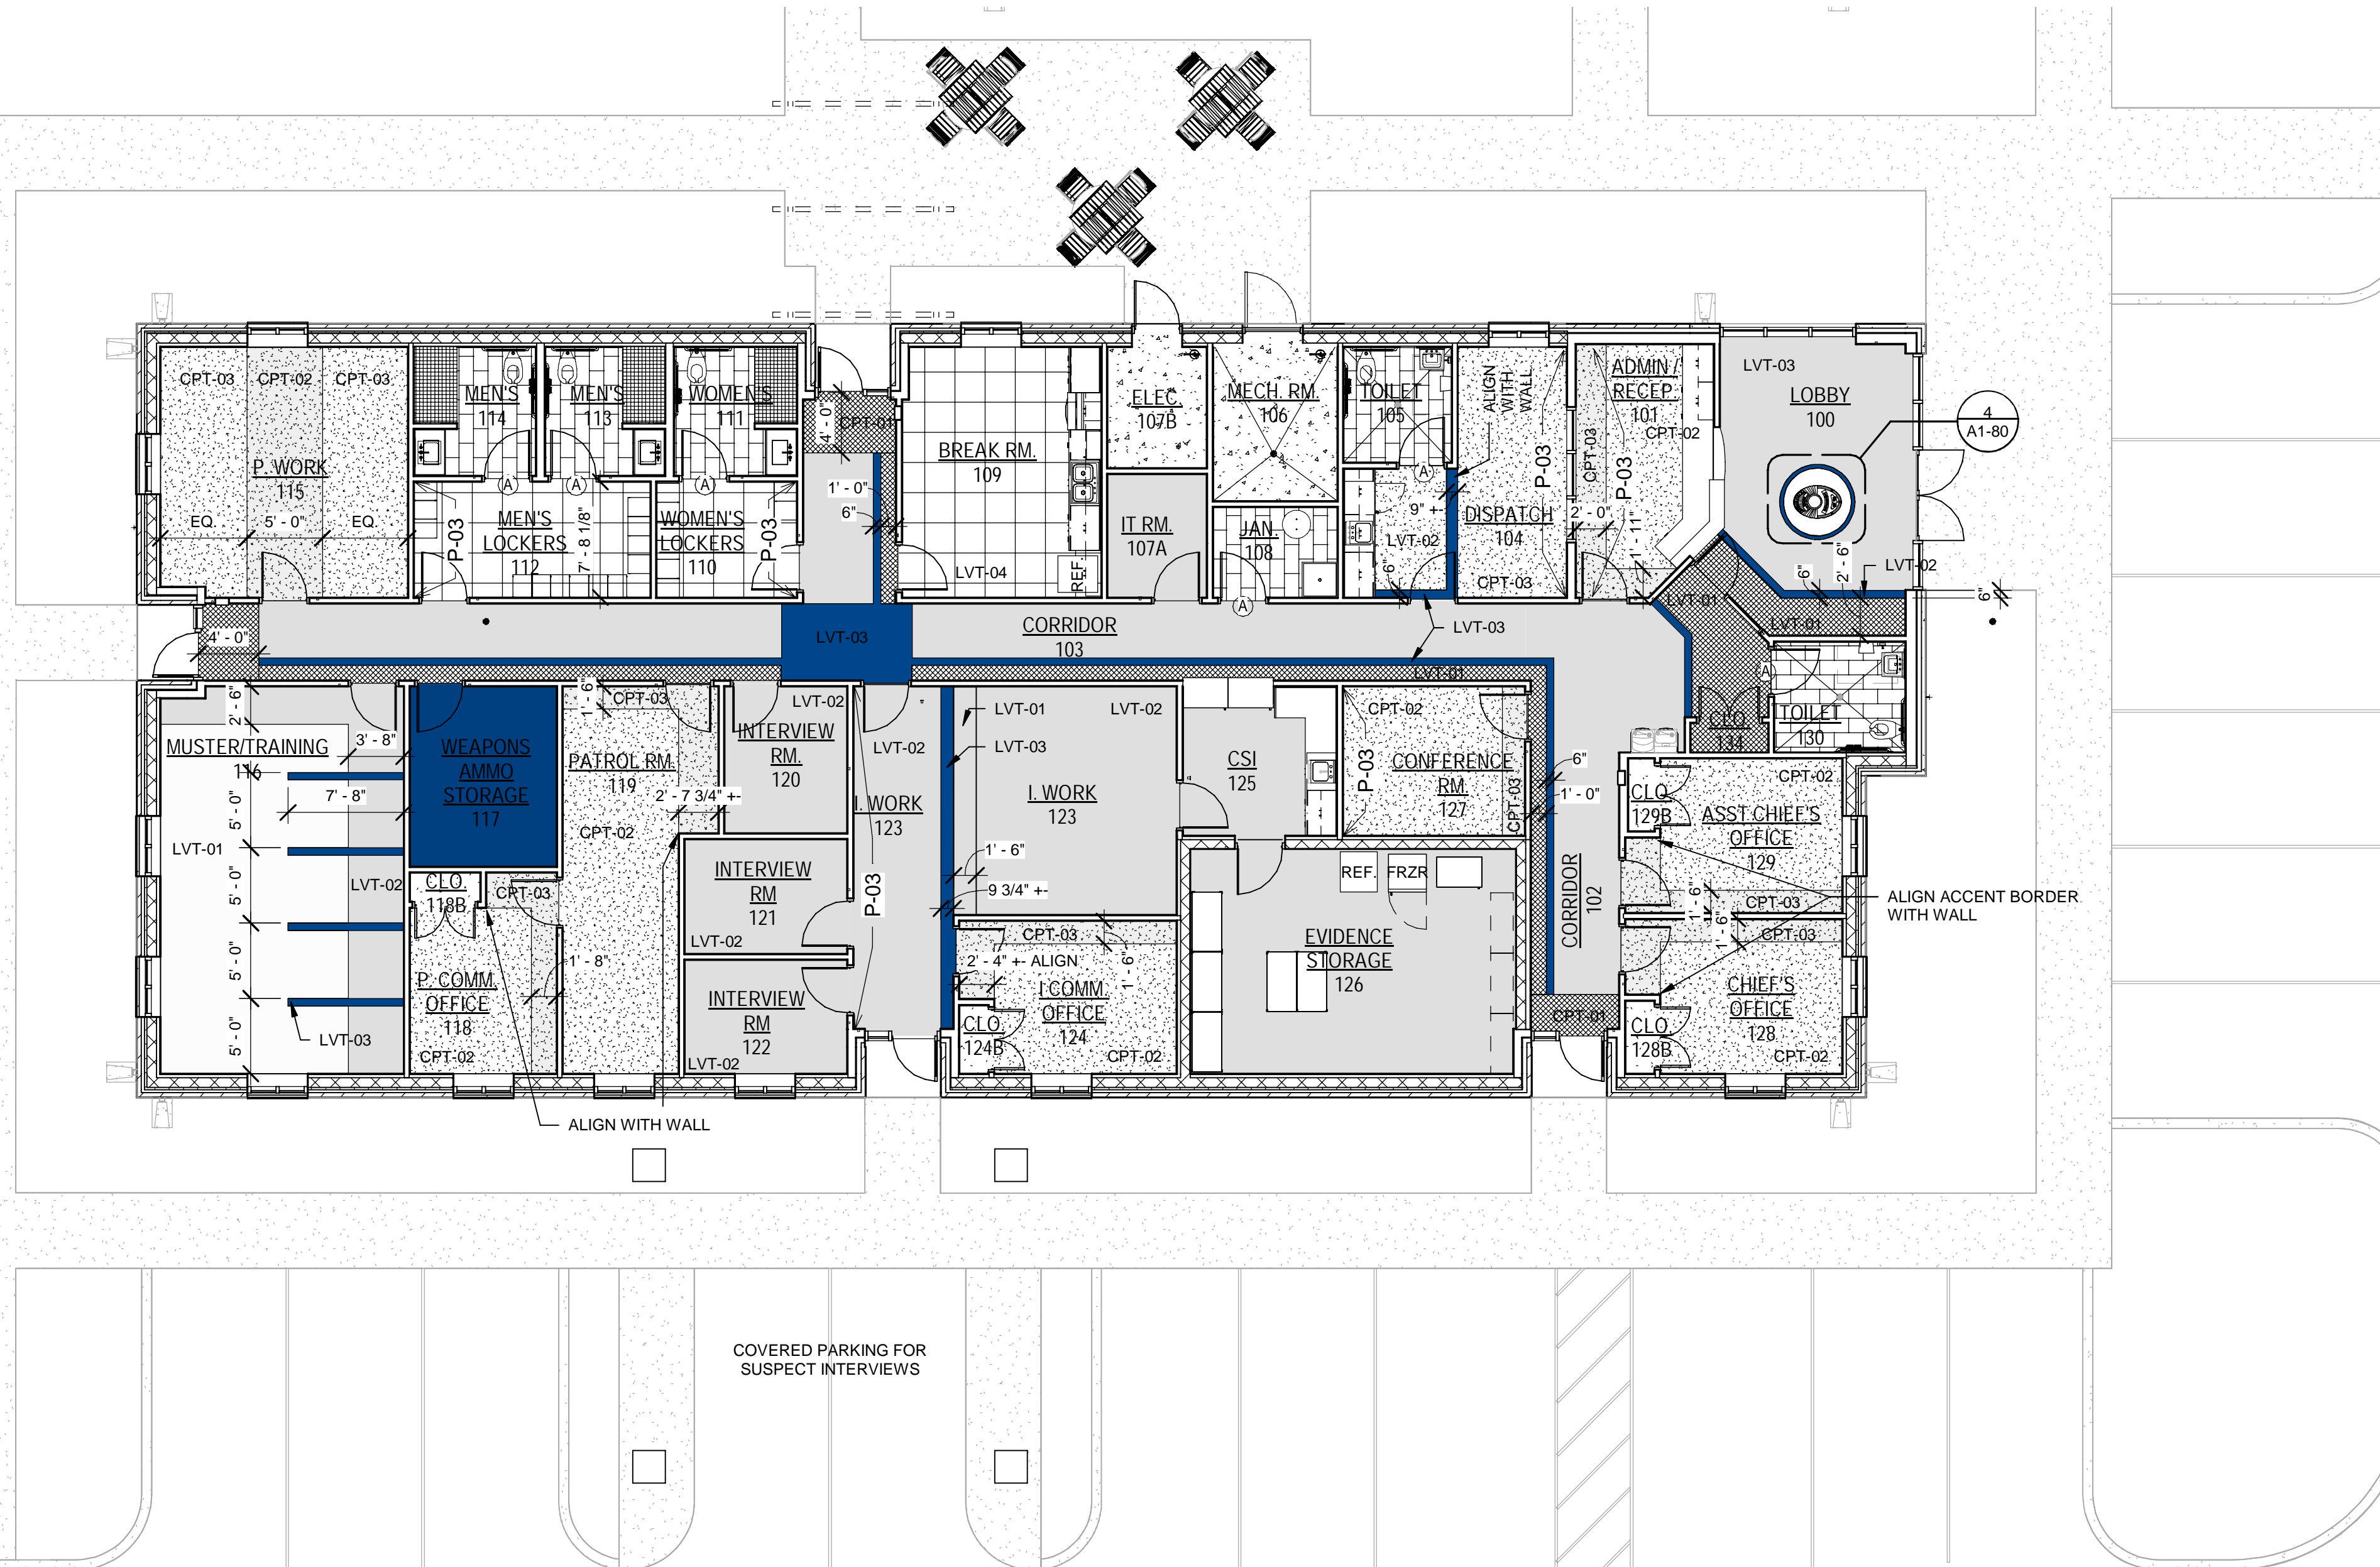 CPT-03
CPT-02
CPT-03
P. WORK
115
EQ.
5' - 0"
EQ.
4' - 0"
MEN'S
114
MEN'S
113
WOMEN'S
111
A
A
A
P-03
MEN'S
LOCKERS
112
7' - 8 1/8"
WOMEN'S
LOCKERS
110
P-03
4' - 0"
CPT-01
1' - 0"
6"
BREAK RM.
109
LVT-04
REF.
ELEC.
107B
IT RM.
107A
MECH. RM.
106
JAN.
108
A
TOILET
105
A
9" +-
LVT-02
6"
ALIGN
WITH
WALL
P-03
DISPATCH
104
CPT-03
ADMIN /
RECEP.
101
CPT-02
CPT-03
P-03
2' - 0"
1' - 11"
LVT-03
LOBBY
100
4
A1-80
LVT-02
6"
2' - 6"
6"
LVT-01
LVT-01
LVT-03
CORRIDOR
103
LVT-03
LVT-01
A
TOILET
130
CLO.
134
2' - 6"
MUSTER/TRAINING
116
3' - 8"
7' - 8"
5' - 0"
5' - 0"
5' - 0"
5' - 0"
LVT-01
LVT-02
LVT-03
WEAPONS
AMMO
STORAGE
117
CLO.
118B
CPT-03
P. COMM.
OFFICE
118
CPT-02
1' - 8"
1' - 6"
CPT-03
PATROL RM.
119
2' - 7 3/4" +-
CPT-02
LVT-02
INTERVIEW
RM.
120
INTERVIEW
RM
121
LVT-02
INTERVIEW
RM
122
LVT-02
LVT-02
I. WORK
123
P-03
LVT-01
LVT-03
LVT-02
I. WORK
123
1' - 6"
9 3/4" +-
CPT-03
2' - 4" +- ALIGN
1' - 6"
I.COMM.
OFFICE
124
CLO.
124B
CPT-02
CSI
125
REF.
FRZR
EVIDENCE
STORAGE
126
CPT-02
P-03
CONFERENCE
RM.
127
CPT-03
6"
1' - 0"
CORRIDOR
102
CPT-01
CLO.
129B
CPT-02
ASST CHIEF'S
OFFICE
129
1' - 6"
CPT-03
1' - 6"
CPT-03
CHIEF'S
OFFICE
128
CLO.
128B
CPT-02
ALIGN ACCENT BORDER
WITH WALL
ALIGN WITH WALL
COVERED PARKING FOR
SUSPECT INTERVIEWS